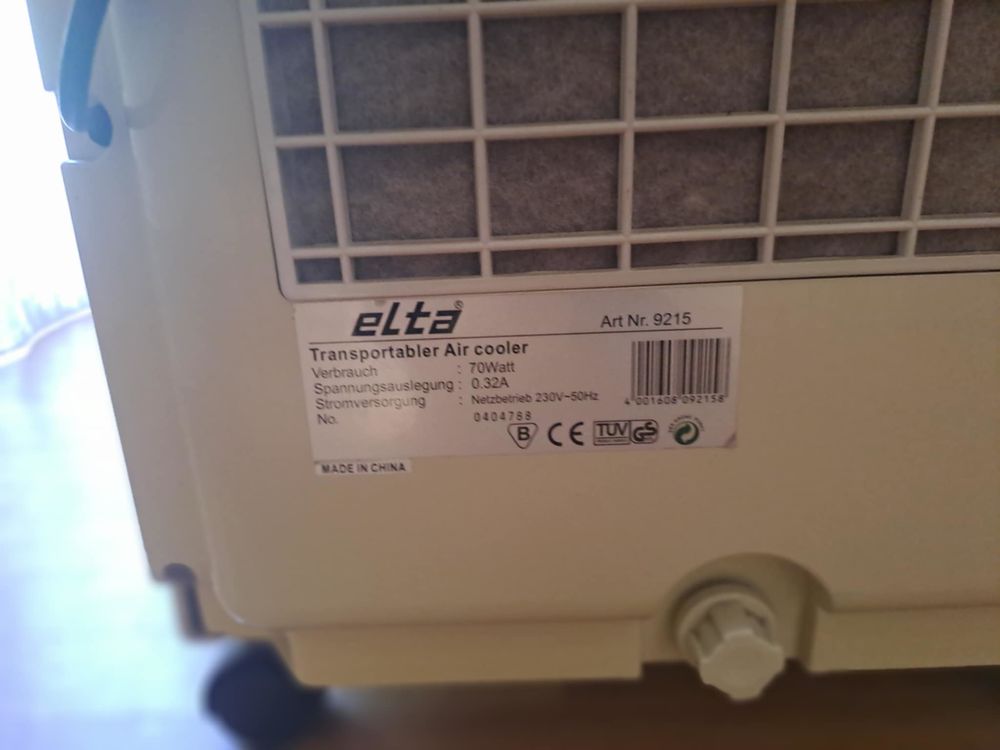 elta®
Art Nr. 9215
Transportabler Air cooler
Verbrauch : 70Watt
Spannungsauslegung : 0.32A
Stromversorgung : Netzbetrieb 230V~50Hz
No. 0404788
4 001608 092158
B CE TÜV GS
MADE IN CHINA